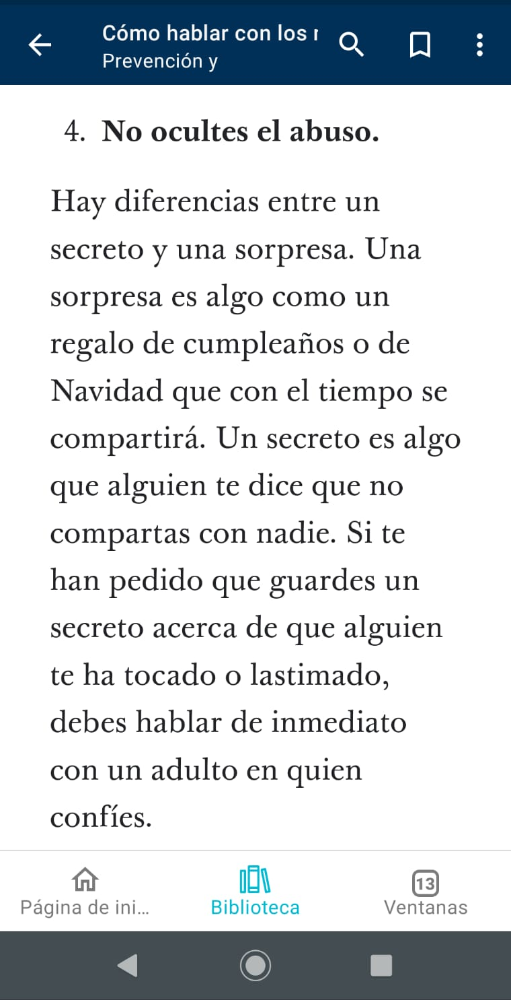 Cómo hablar con los
Prevención y
4. No ocultes el abuso.
Hay diferencias entre un
secreto y una sorpresa. Una
sorpresa es algo como un
regalo de cumpleaños o de
Navidad que con el tiempo se
compartirá. Un secreto es algo
que alguien te dice que no
compartas con nadie. Si te
han pedido que guardes un
secreto acerca de que alguien
te ha tocado o lastimado,
debes hablar de inmediato
con un adulto en quien
confíes.
Página de ini...
Biblioteca
13
Ventanas